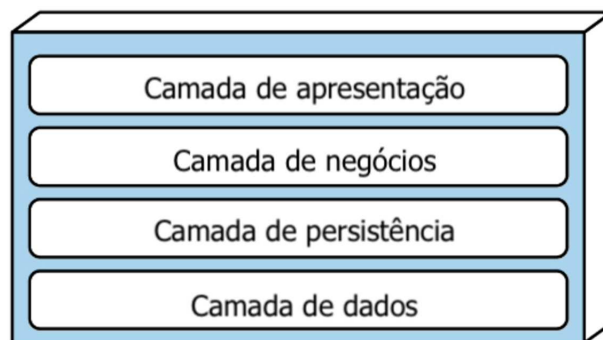 Camada de apresentação
Camada de negócios
Camada de persistência
Camada de dados